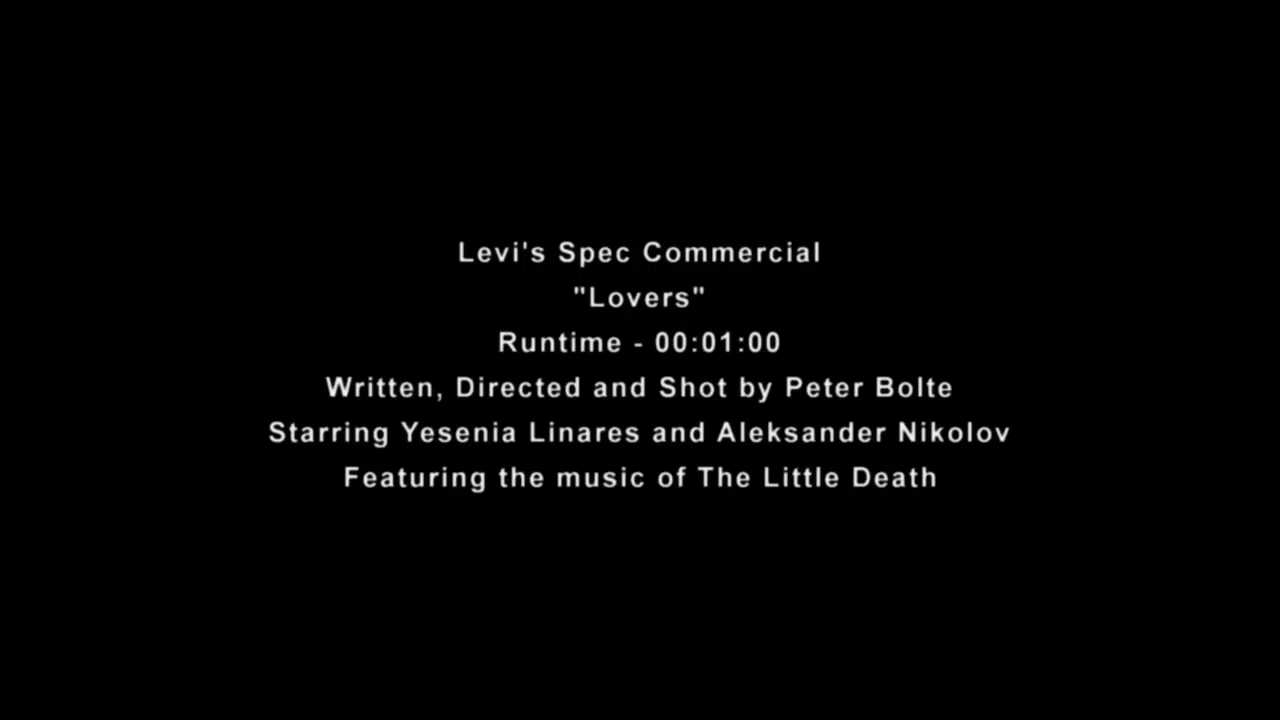 Levi's Spec Commercial
"Lovers"
Runtime - 00:01:00
Written, Directed and Shot by Peter Bolte
Starring Yesenia Linares and Aleksander Nikolov
Featuring the music of The Little Death